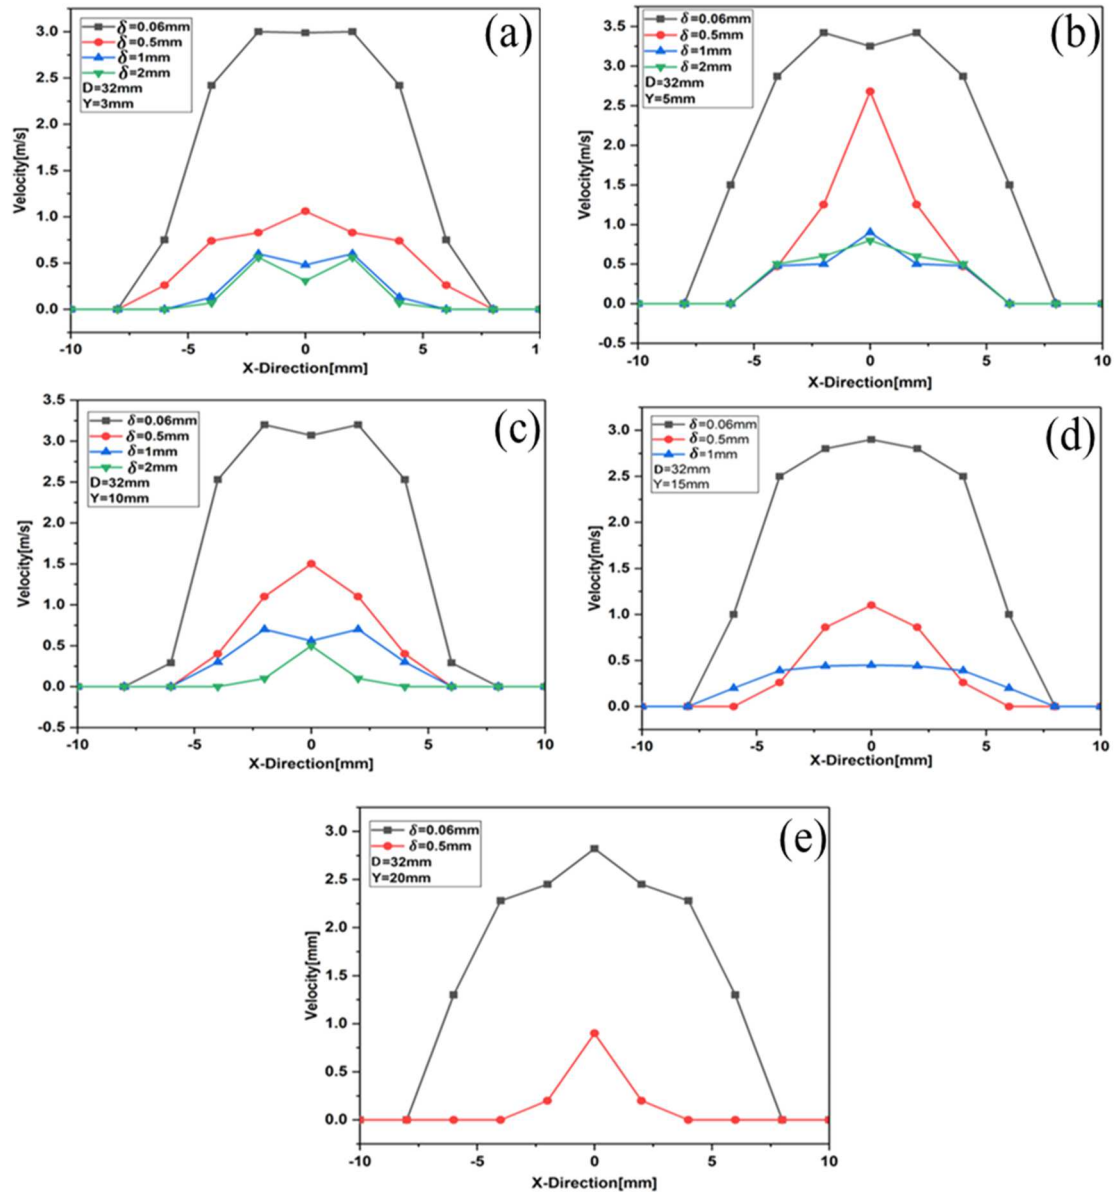 (a)
δ=0.06mm
δ=0.5mm
δ=1mm
δ=2mm
D=32mm
Y=3mm
3.0
2.5
2.0
1.5
1.0
0.5
0.0
Velocity[m/s]
-10 -5 0 5 1
X-Direction[mm]
(b)
δ=0.06mm
δ=0.5mm
δ=1mm
δ=2mm
D=32mm
Y=5mm
3.5
3.0
2.5
2.0
1.5
1.0
0.5
0.0
-0.5
Velocity[m/s]
-10 -5 0 5 10
X-Direction[mm]
(c)
δ=0.06mm
δ=0.5mm
δ=1mm
δ=2mm
D=32mm
Y=10mm
3.5
3.0
2.5
2.0
1.5
1.0
0.5
0.0
-0.5
Velocity[m/s]
-10 -5 0 5 10
X-Direction[mm]
(d)
δ=0.06mm
δ=0.5mm
δ=1mm
D=32mm
Y=15mm
3.0
2.5
2.0
1.5
1.0
0.5
0.0
Velocity[m/s]
-10 -5 0 5 10
X-Direction[mm]
(e)
δ=0.06mm
δ=0.5mm
D=32mm
Y=20mm
3.0
2.5
2.0
1.5
1.0
0.5
0.0
Velocity[mm]
-10 -5 0 5 10
X-Direction[mm]